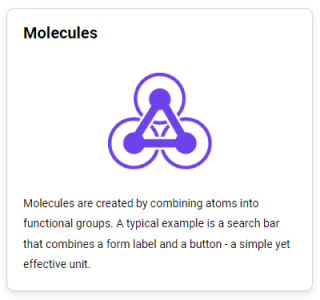 Molecules
Molecules are created by combining atoms into
functional groups. A typical example is a search bar
that combines a form label and a button - a simple yet
effective unit.